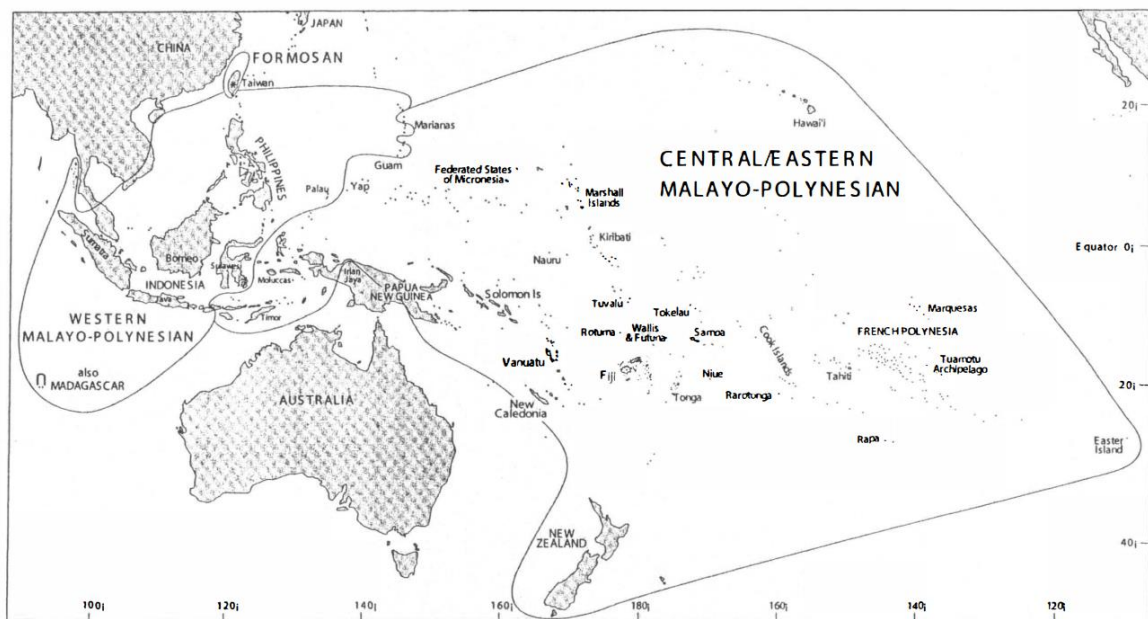 JAPAN
CHINA
FORMOSAN
Taiwan
20¡
Hawai'i
Marianas
PHILIPPINES
Guam
CENTRAL/EASTERN
MALAYO-POLYNESIAN
Federated States
of Micronesia
Palay
Yap
Marshall
Islands
Kiribati
Equator 0¡
Sumatra
Borneo
Sulawesi
Nauru
Moluccas
Irian
Jaya
INDONESIA
PAPUA
NEW GUINEA
Solomon Is
Java
Timor
Tuvalu
Tokelau
Marquesas
WESTERN
MALAYO-POLYNESIAN
Rotuma
Wallis
& Futuna
Samoa
Cook Islands
FRENCH POLYNESIA
Vanuatu
Tuamotu
Archipelago
also
MADAGASCAR
Fiji
Niue
Tahiti
20¡
AUSTRALIA
New
Caledonia
Tonga
Rarotonga
Rapa
Easter
Island
NEW
ZEALAND
40¡
100¡
120¡
140¡
160¡
180¡
160¡
140¡
120¡